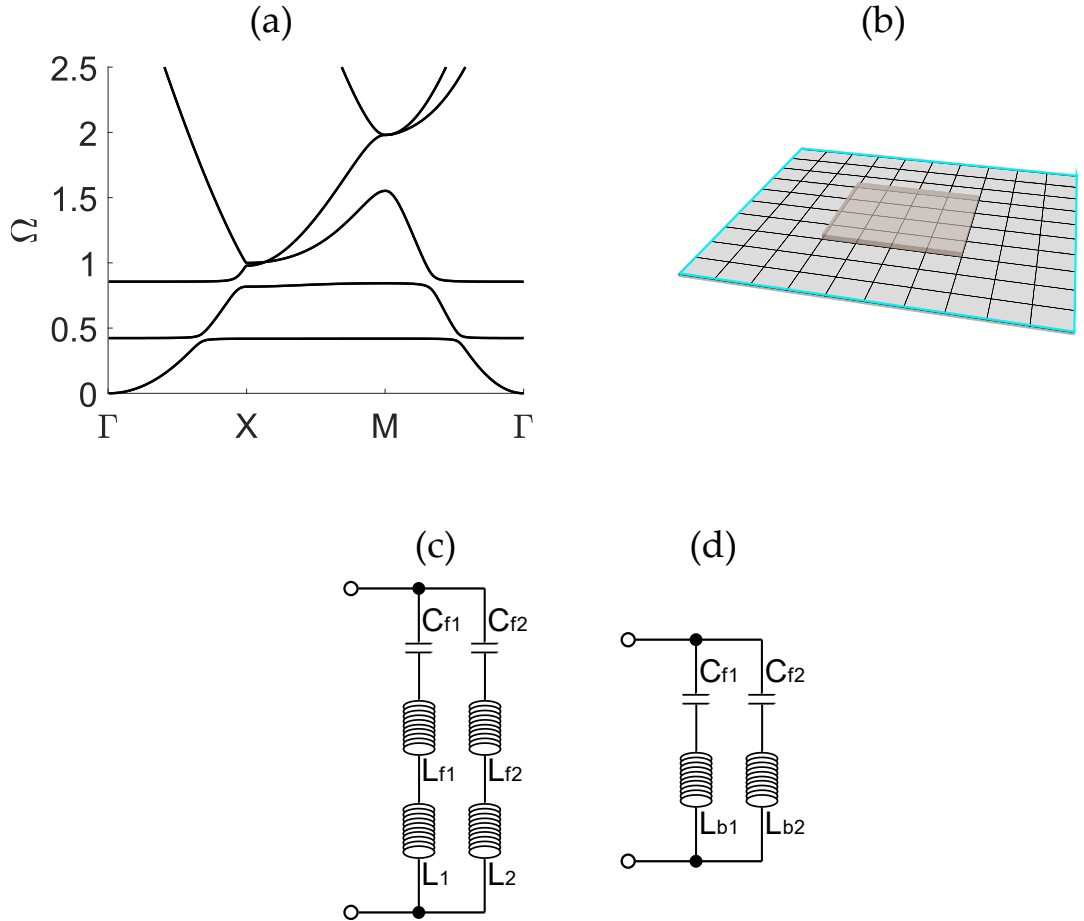 (a)
(b)
2.5
2
1.5
1
0.5
0
Ω
Γ X M Γ
(c)
(d)
Cf1 Cf2
Lf1 Lf2
L1 L2
Cf1 Cf2
Lb1 Lb2